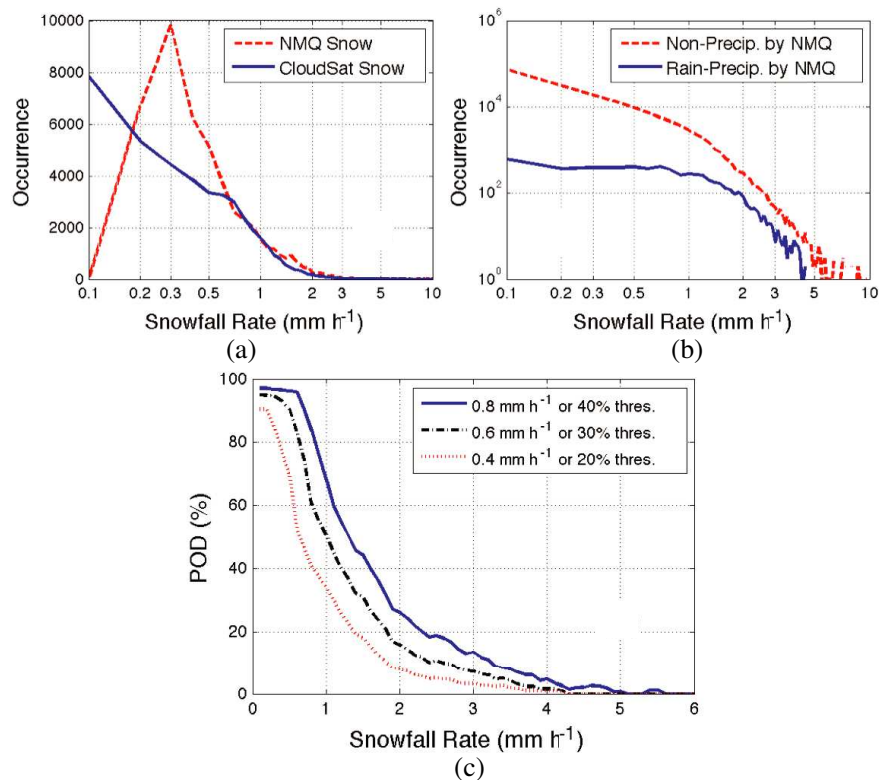 10000
8000
6000
4000
2000
0
Occurrence
NMQ Snow
CloudSat Snow
0.1 0.2 0.3 0.5 1 2 3 5 10
Snowfall Rate (mm h⁻¹)
(a)
10⁶
10⁴
10²
10⁰
Occurrence
Non-Precip. by NMQ
Rain-Precip. by NMQ
0.1 0.2 0.3 0.5 1 2 3 5 10
Snowfall Rate (mm h⁻¹)
(b)
100
80
60
40
20
0
POD (%)
0.8 mm h⁻¹ or 40% thres.
0.6 mm h⁻¹ or 30% thres.
0.4 mm h⁻¹ or 20% thres.
0 1 2 3 4 5 6
Snowfall Rate (mm h⁻¹)
(c)